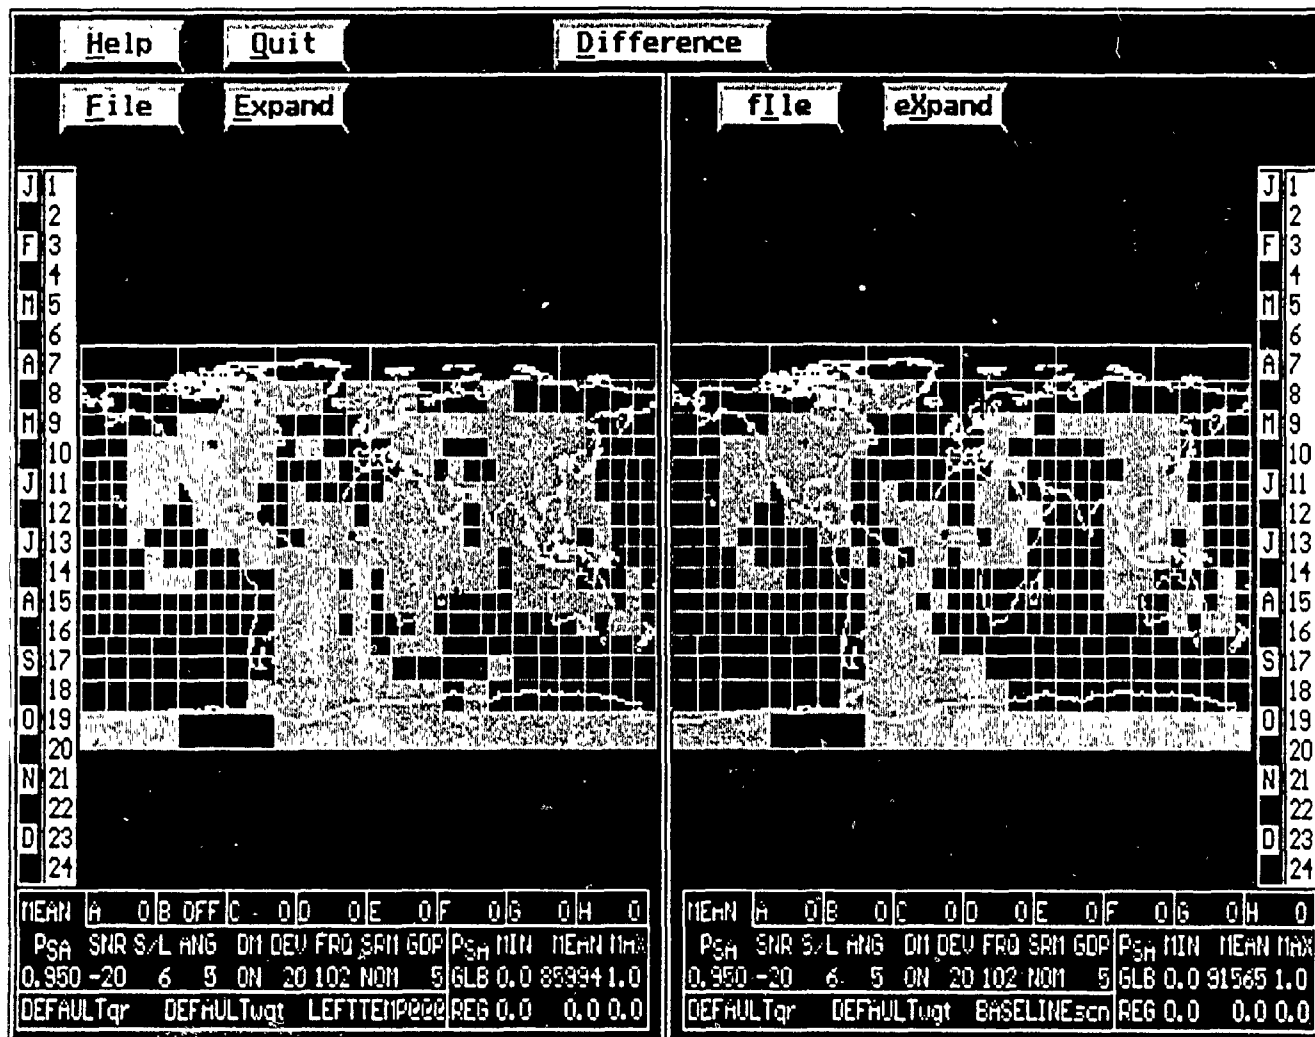 Help Quit Difference
File Expand fIle eXpand
J 1
2
F 3
4
M 5
6
A 7
8
M 9
10
J 11
12
J 13
14
A 15
16
S 17
18
O 19
20
N 21
22
D 23
24
J 1
2
F 3
4
M 5
6
A 7
8
M 9
10
J 11
12
J 13
14
A 15
16
S 17
18
O 19
20
N 21
22
D 23
24
MEAN A 0 B OFF C 0 D 0 E 0 F 0 G 0 H 0
PSA SNR S/L ANG DM DEV FRQ SRM GDP PSA MIN MEAN MAX
0.950 -20 6 5 ON 20 102 NOM 5 GLB 0.0 85994 1.0
DEFAULTqr DEFAULTwgt LEFTTEMP000 REG 0.0 0.0 0.0
MEAN A 0 B 0 C 0 D 0 E 0 F 0 G 0 H 0
PSA SNR S/L ANG DM DEV FRQ SRM GDP PSA MIN MEAN MAX
0.950 -20 6 5 ON 20 102 NOM 5 GLB 0.0 91565 1.0
DEFAULTqr DEFAULTwgt BASELINEscn REG 0.0 0.0 0.0